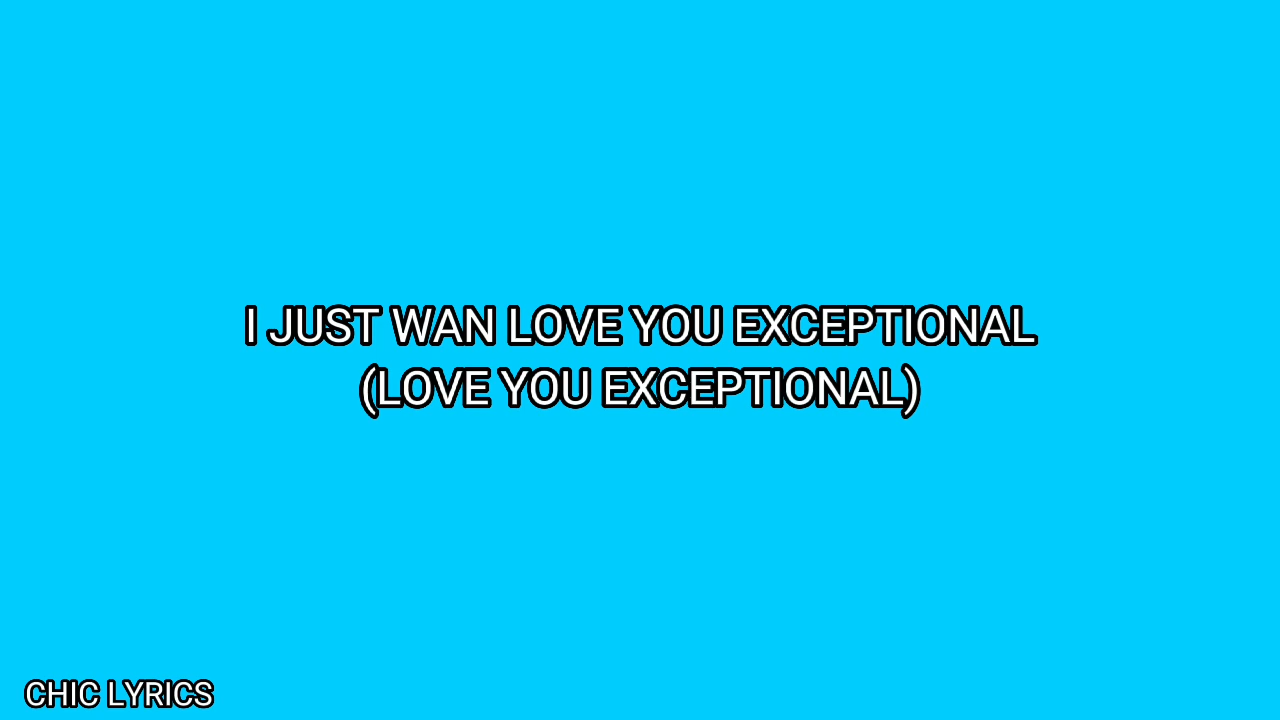 I JUST WAN LOVE YOU EXCEPTIONAL
(LOVE YOU EXCEPTIONAL)
CHIC LYRICS